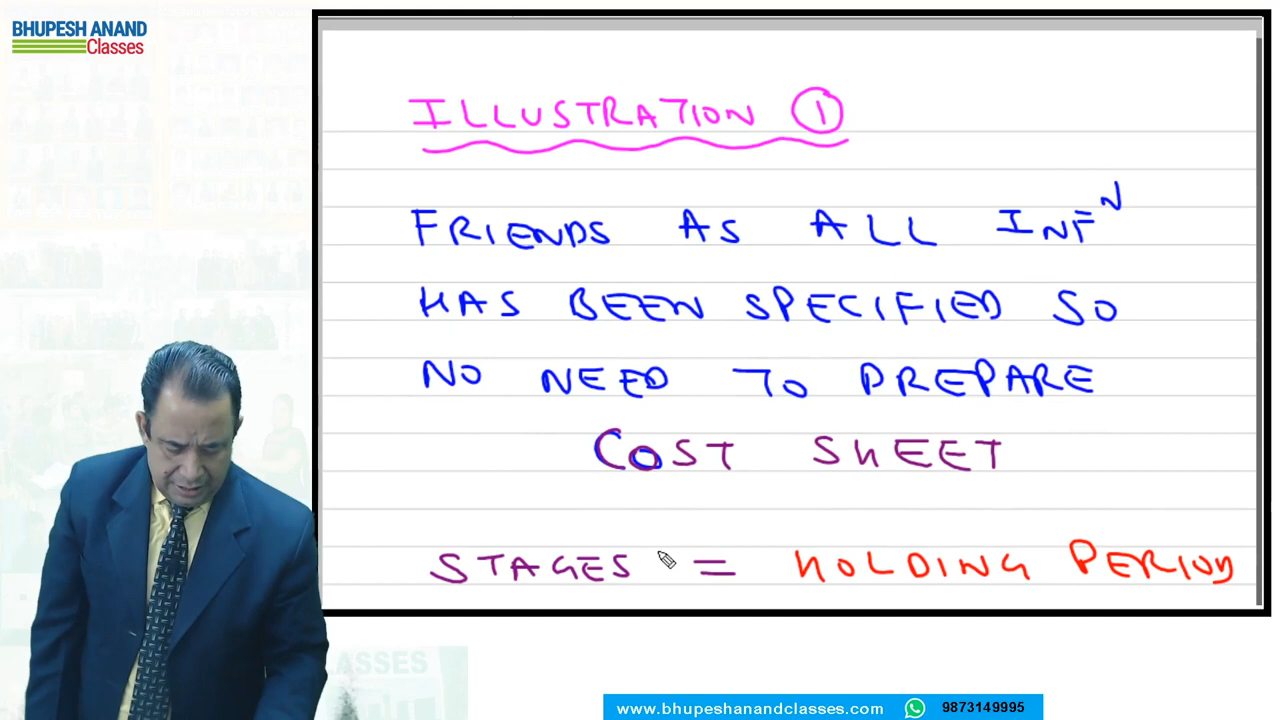 BHUPESH ANAND
Classes
ILLUSTRATION 1
FRIENDS AS ALL INFN
HAS BEEN SPECIFIED SO
NO NEED TO PREPARE
COST SHEET
STAGES = HOLDING PERIOD
CLASSES
www.bhupeshanandclasses.com 9873149995